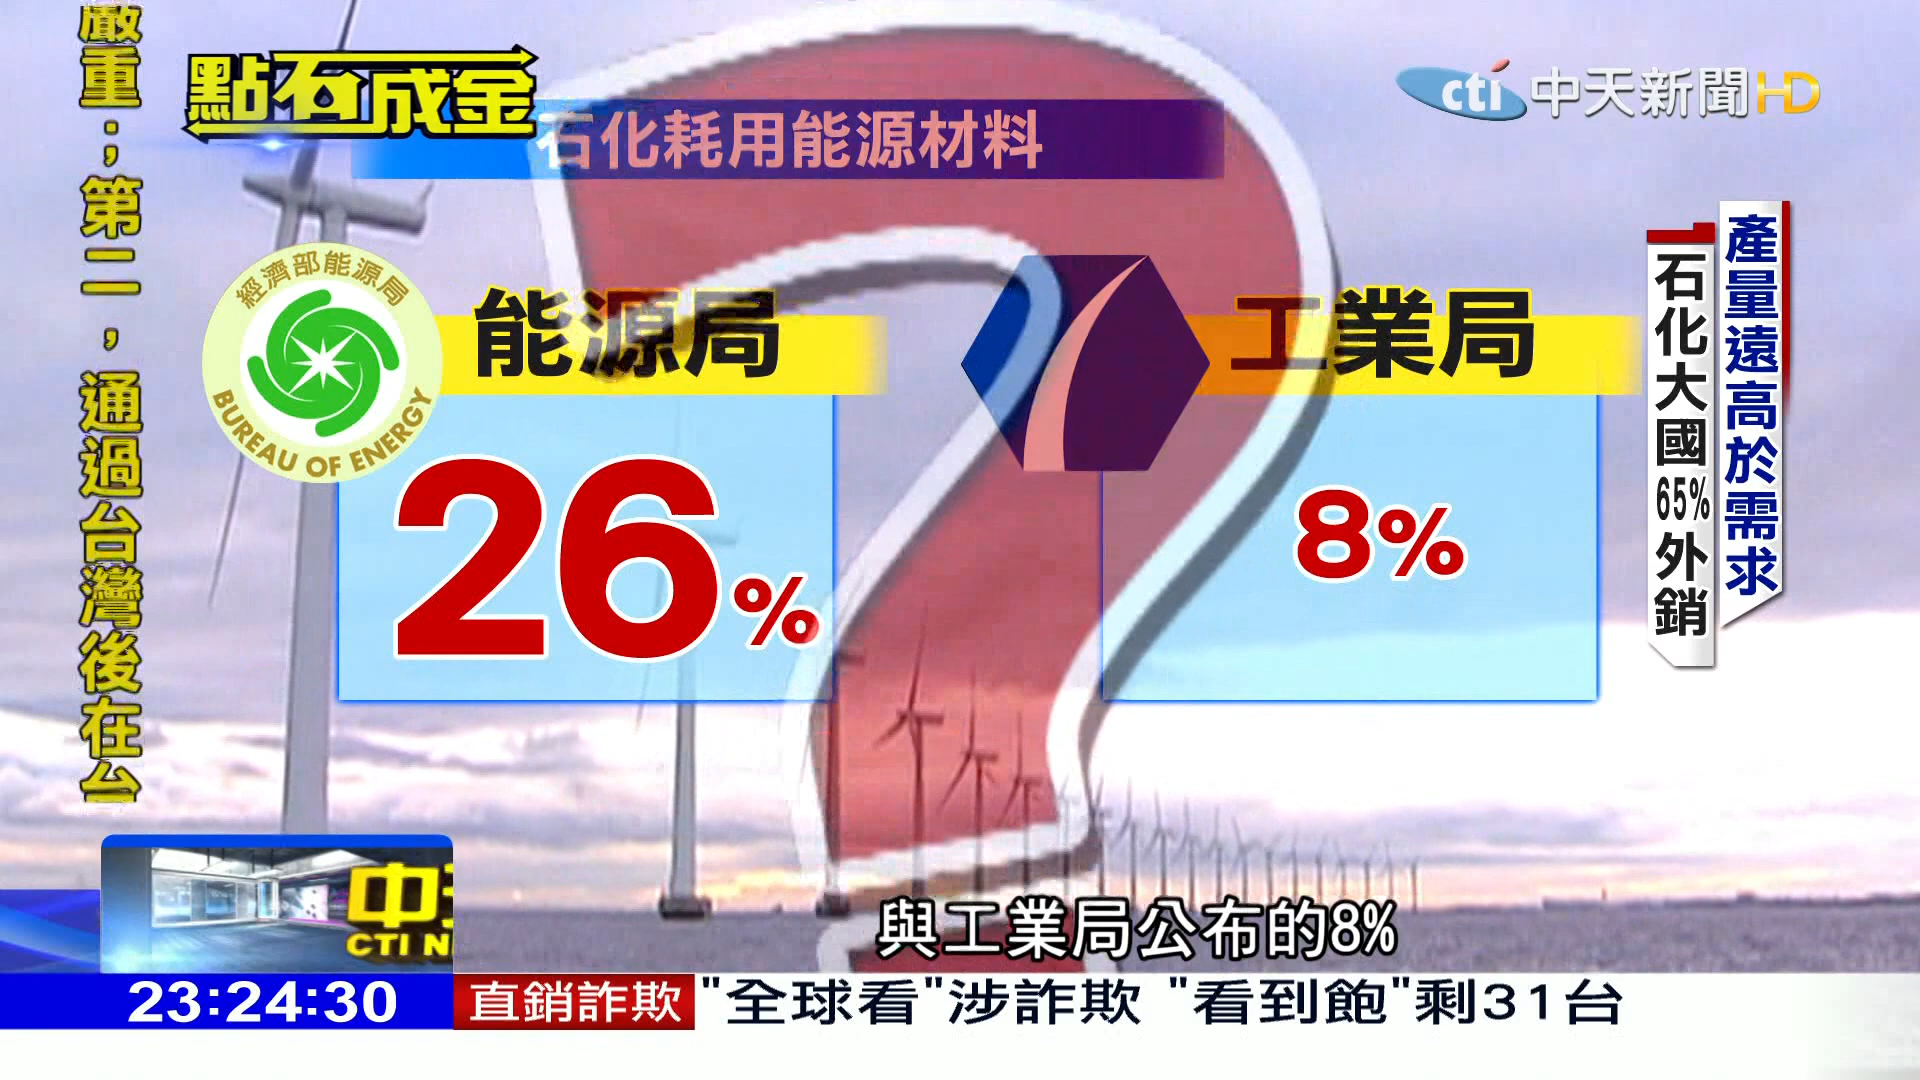 嚴重；第二，通過台灣後在台
點石成金
cti 中天新聞HD
石化耗用能源材料
產量遠高於需求
石化大國65%外銷
經濟部能源局
BUREAU OF ENERGY
能源局
26%
工業局
8%
與工業局公布的8%
中天
CTI N
23:24:30
直銷詐欺 "全球看"涉詐欺 "看到飽"剩31台